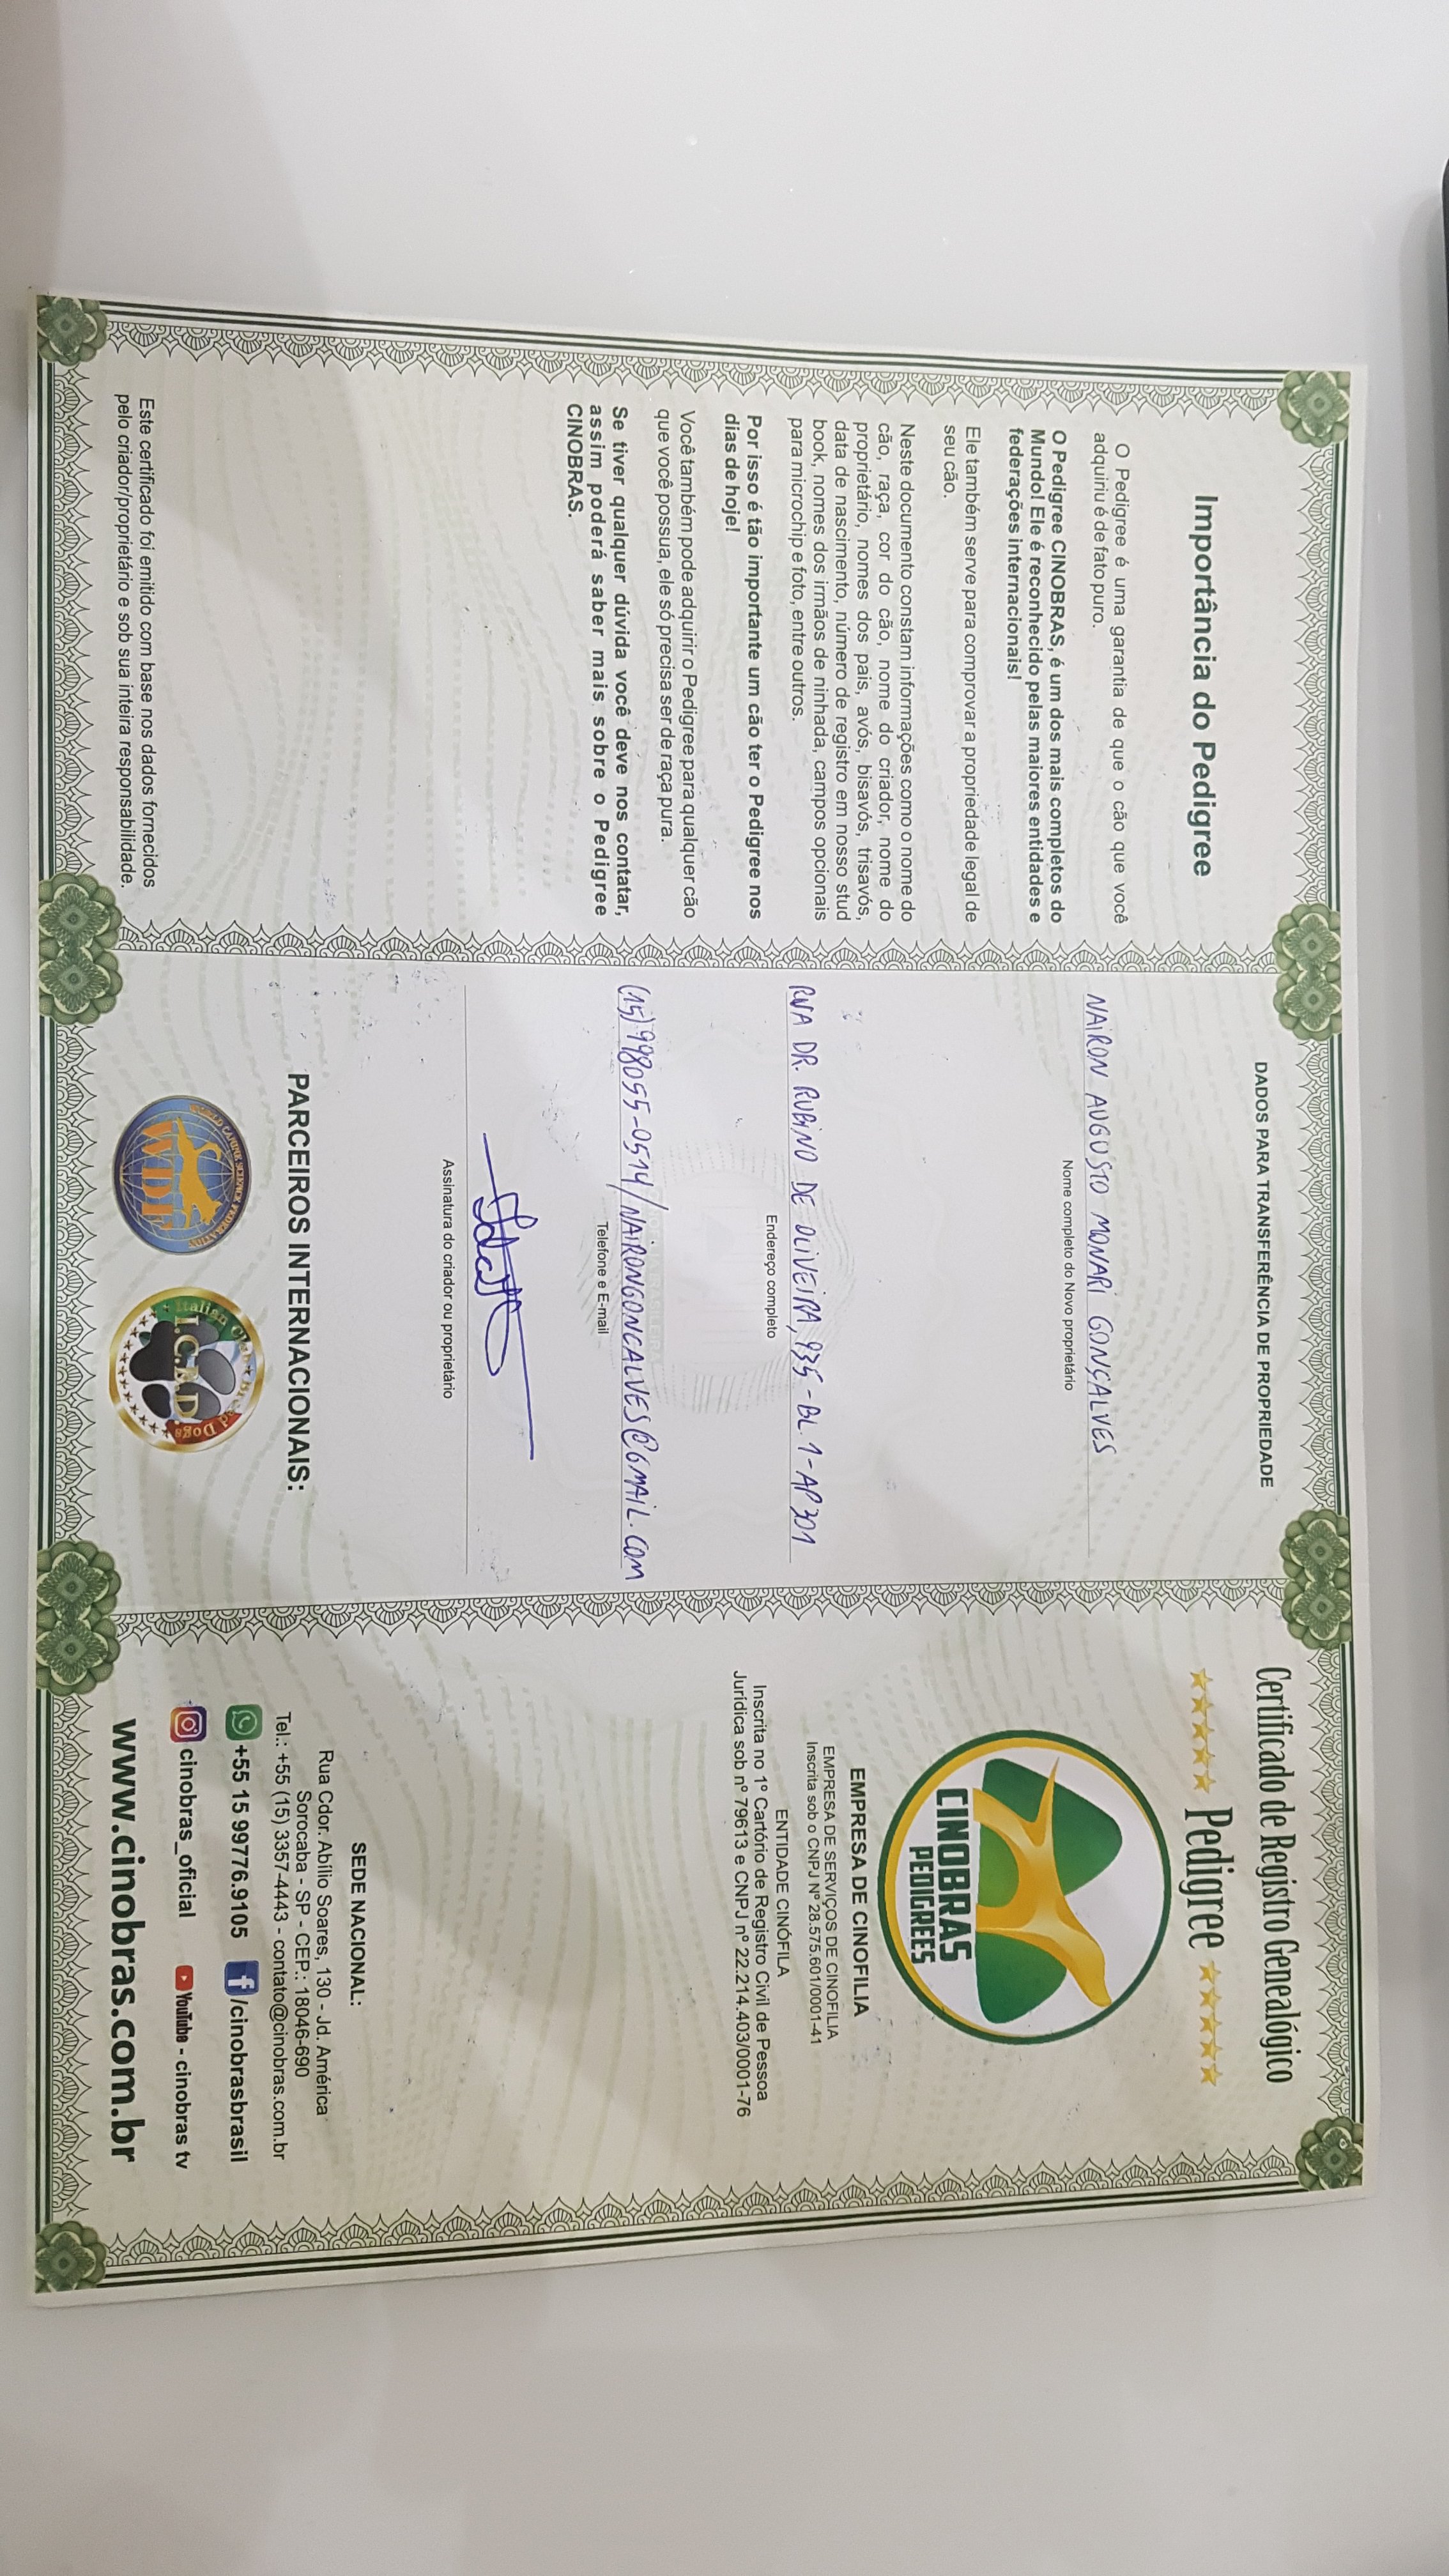 Importância do Pedigree
O Pedigree é uma garantia de que o cão que você
adquiriu é de fato puro.
O Pedigree CINOBRAS, é um dos mais completos do
Mundo! Ele é reconhecido pelas maiores entidades e
federações internacionais!
Ele também serve para comprovar a propriedade legal de
seu cão.
Neste documento constam informações como o nome do
cão, raça, cor do cão, nome do criador, nome do
proprietário, nomes dos pais, avós, bisavós, trisavós,
data de nascimento, número de registro em nosso stud
book, nomes dos irmãos de ninhada, campos opcionais
para microchip e foto, entre outros.
Por isso é tão importante um cão ter o Pedigree nos
dias de hoje!
Você também pode adquirir o Pedigree para qualquer cão
que você possua, ele só precisa ser de raça pura.
Se tiver qualquer dúvida você deve nos contatar,
assim poderá saber mais sobre o Pedigree
CINOBRAS.
Este certificado foi emitido com base nos dados fornecidos
pelo criador/proprietário e sob sua inteira responsabilidade.
DADOS PARA TRANSFERÊNCIA DE PROPRIEDADE
NAIRON AUGUSTO MONARI GONÇALVES
Nome completo do Novo proprietário
RUA DR. RUBINO DE OLIVEIRA, 935 - BL. 1 - AP 301
Endereço completo
(15) 998055-0514/NAIRONGONCALVES@GMAIL.COM
Telefone e E-mail
Assinatura do criador ou proprietário
PARCEIROS INTERNACIONAIS:
WORLD CANINE SCIENCE FEDERATION
Italian Club Breed Dogs
I.C.B.D.
Certificado de Registro Genealógico
Pedigree
CINOBRAS
PEDIGREES
EMPRESA DE CINOFILIA
EMPRESA DE SERVIÇOS DE CINOFILIA
Inscrita sob o CNPJ Nº 28.575.601/0001-41
ENTIDADE CINÓFILA
Inscrita no 1º Cartório de Registro Civil de Pessoa
Jurídica sob nº 79613 e CNPJ nº 22.214.403/0001-76
SEDE NACIONAL:
Rua Cdor. Abílio Soares, 130 - Jd. América
Sorocaba - SP - CEP.: 18046-690
Tel.: +55 (15) 3357-4443 - contato@cinobras.com.br
+55 15 99776.9105 /cinobrasbrasil
cinobras_oficial YouTube - cinobras tv
www.cinobras.com.br